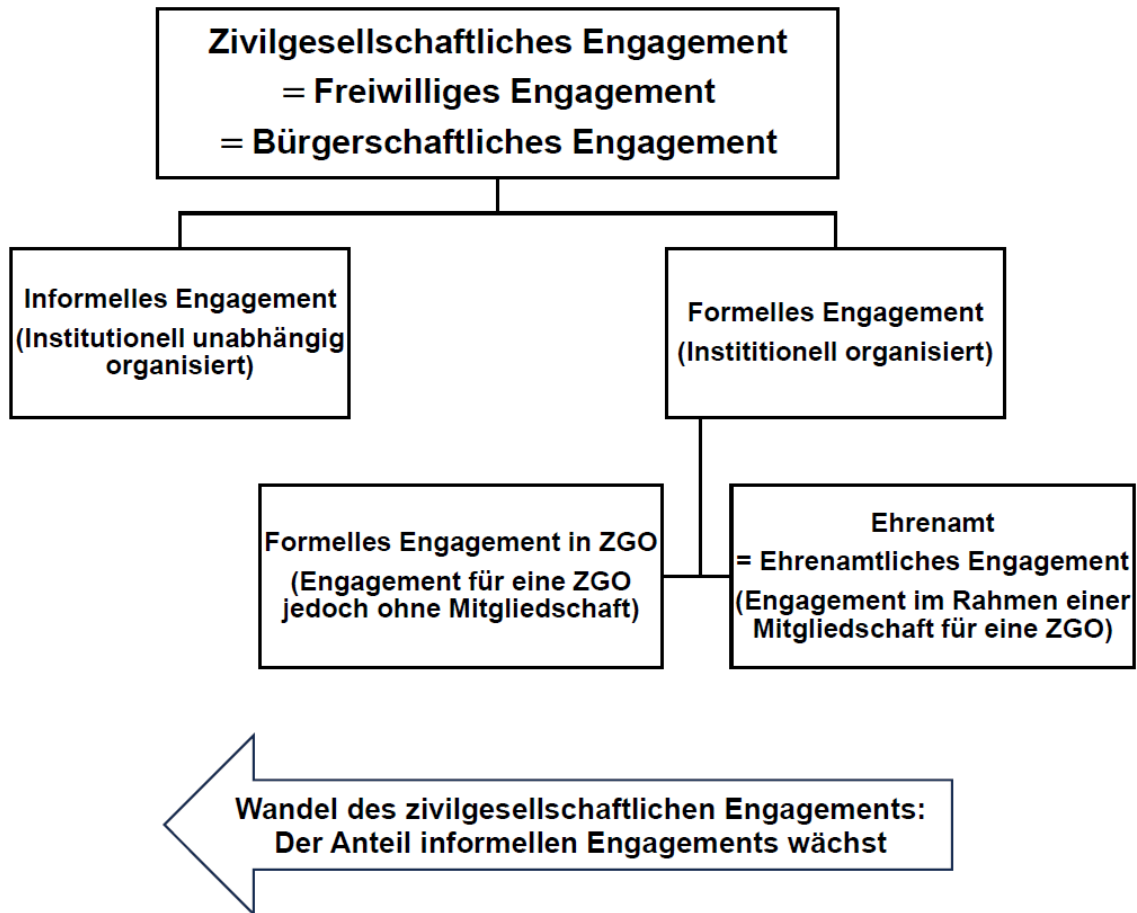 Zivilgesellschaftliches Engagement
= Freiwilliges Engagement
= Bürgerschaftliches Engagement
Informelles Engagement
(Institutionell unabhängig
organisiert)
Formelles Engagement
(Instititionell organisiert)
Formelles Engagement in ZGO
(Engagement für eine ZGO
jedoch ohne Mitgliedschaft)
Ehrenamt
= Ehrenamtliches Engagement
(Engagement im Rahmen einer
Mitgliedschaft für eine ZGO)
Wandel des zivilgesellschaftlichen Engagements:
Der Anteil informellen Engagements wächst